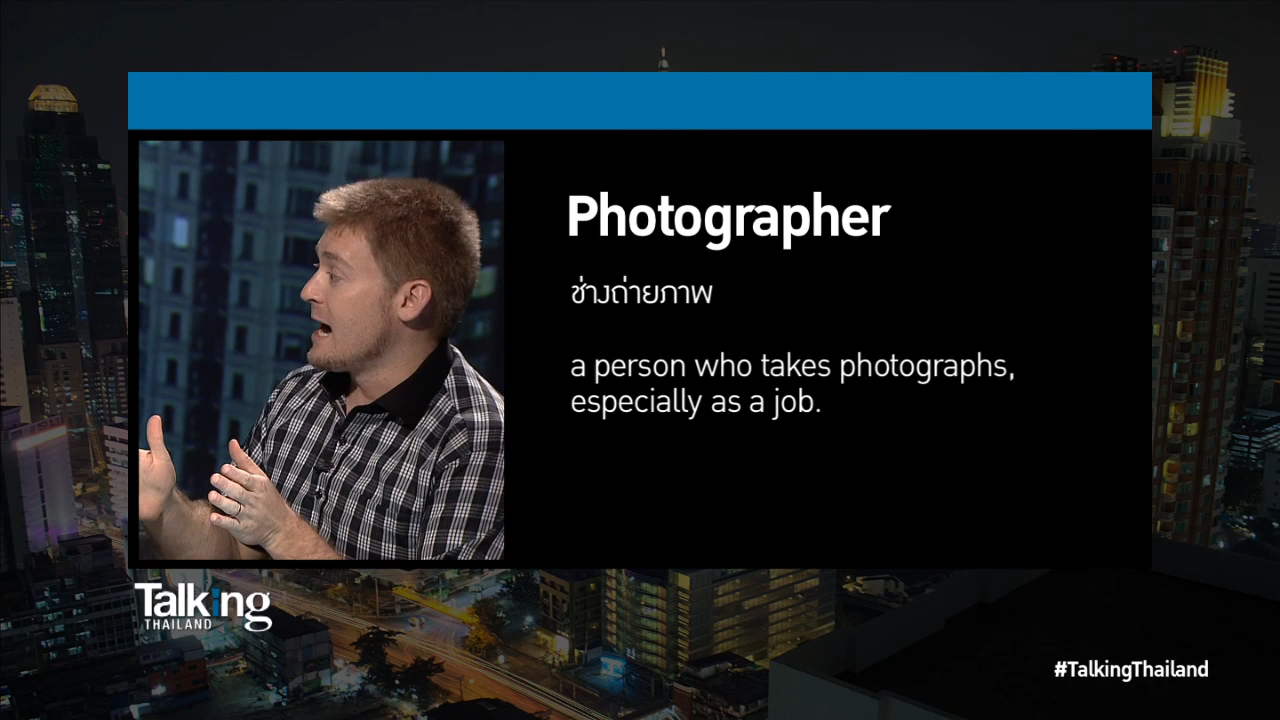 Photographer
ช่างถ่ายภาพ
a person who takes photographs,
especially as a job.
Talking
THAILAND
#TalkingThailand